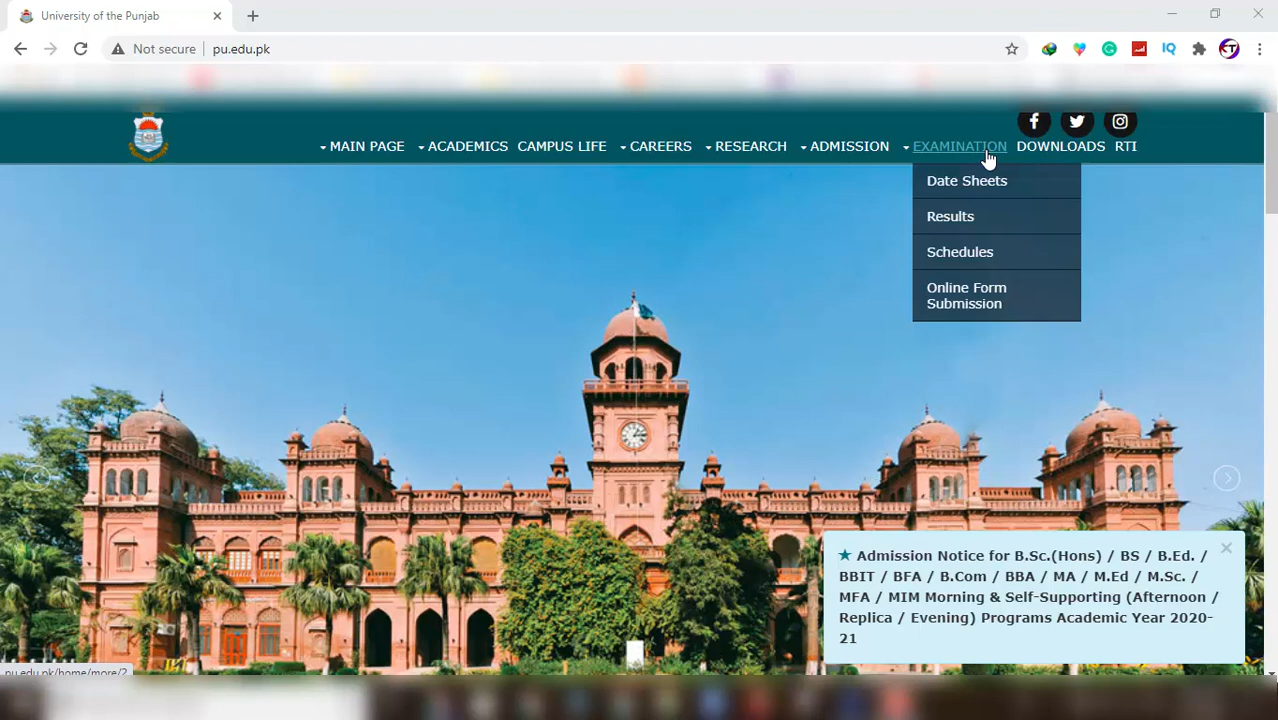 University of the Punjab
Not secure
pu.edu.pk
IQ
KT
MAIN PAGE
ACADEMICS
CAMPUS LIFE
CAREERS
RESEARCH
ADMISSION
EXAMINATION
DOWNLOADS
RTI
Date Sheets
Results
Schedules
Online Form
Submission
Admission Notice for B.Sc.(Hons) / BS / B.Ed. /
BBIT / BFA / B.Com / BBA / MA / M.Ed / M.Sc. /
MFA / MIM Morning & Self-Supporting (Afternoon /
Replica / Evening) Programs Academic Year 2020-
21
pu.edu.pk/home/more/2